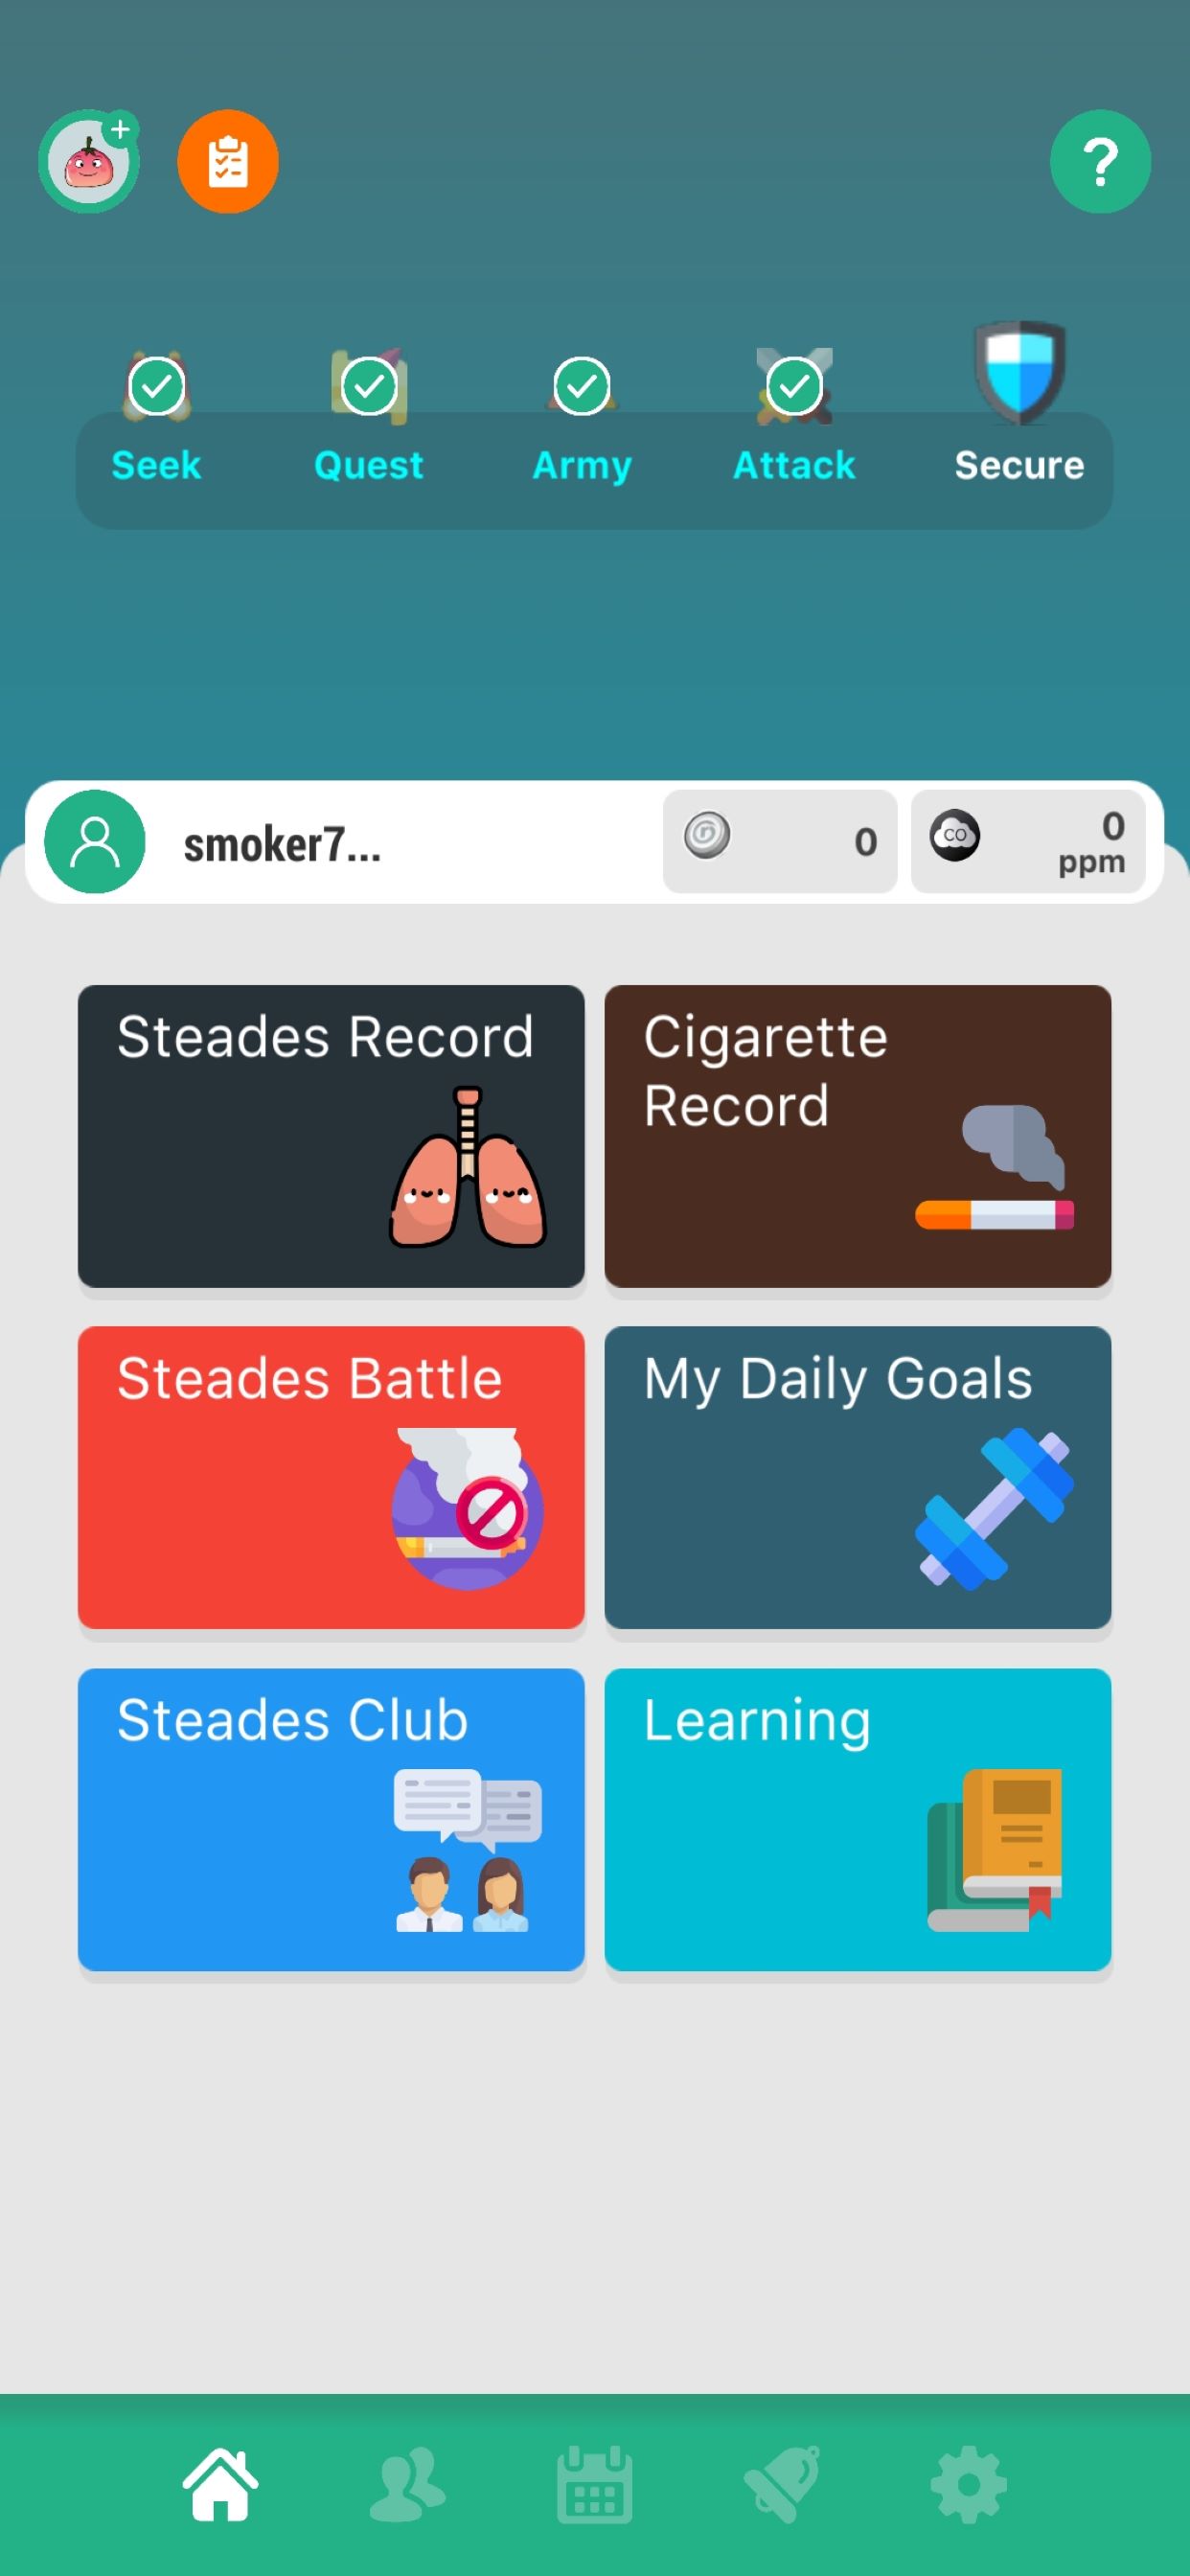 ?
Seek Quest Army Attack Secure
smoker7... 0 CO 0
ppm
Steades Record
Cigarette
Record
Steades Battle
My Daily Goals
Steades Club
Learning